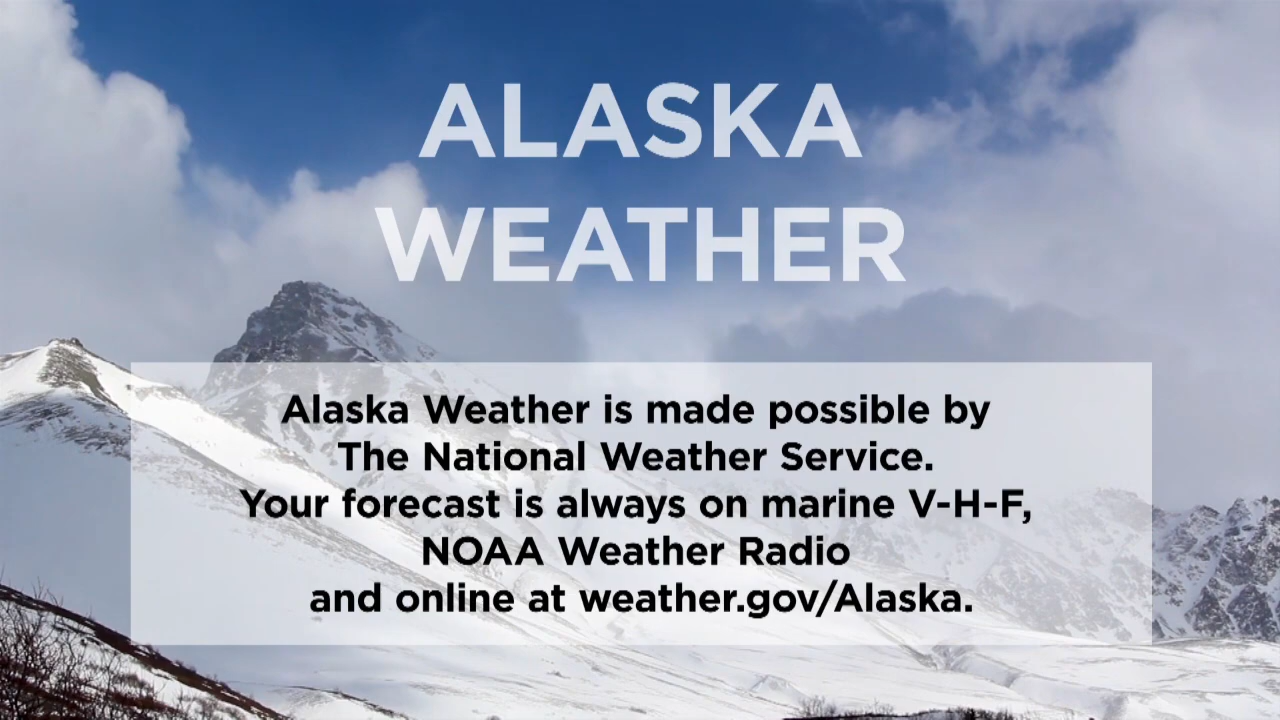 ALASKA
WEATHER
Alaska Weather is made possible by
The National Weather Service.
Your forecast is always on marine V-H-F,
NOAA Weather Radio
and online at weather.gov/Alaska.